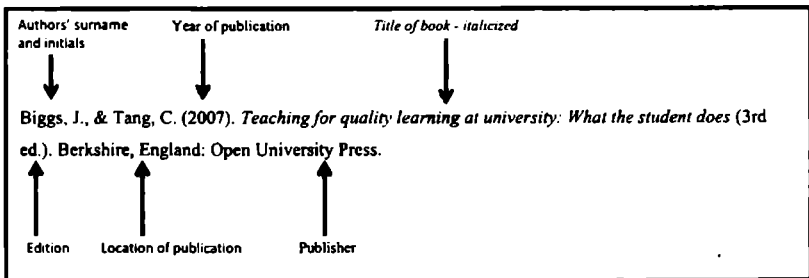 Authors' surname Year of publication Title of book - italicized
and initials
Biggs, J., & Tang, C. (2007). Teaching for quality learning at university: What the student does (3rd
ed.). Berkshire, England: Open University Press.
Edition Location of publication Publisher